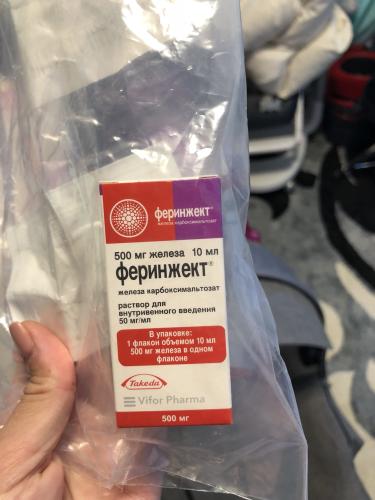 феринжект®
железа карбоксимальтозат
500 мг железа 10 мл
феринжект®
железа карбоксимальтозат
раствор для
внутривенного введения
50 мг/мл
В упаковке:
1 флакон объемом 10 мл
500 мг железа в одном
флаконе
Takeda
Vifor Pharma
500 мг